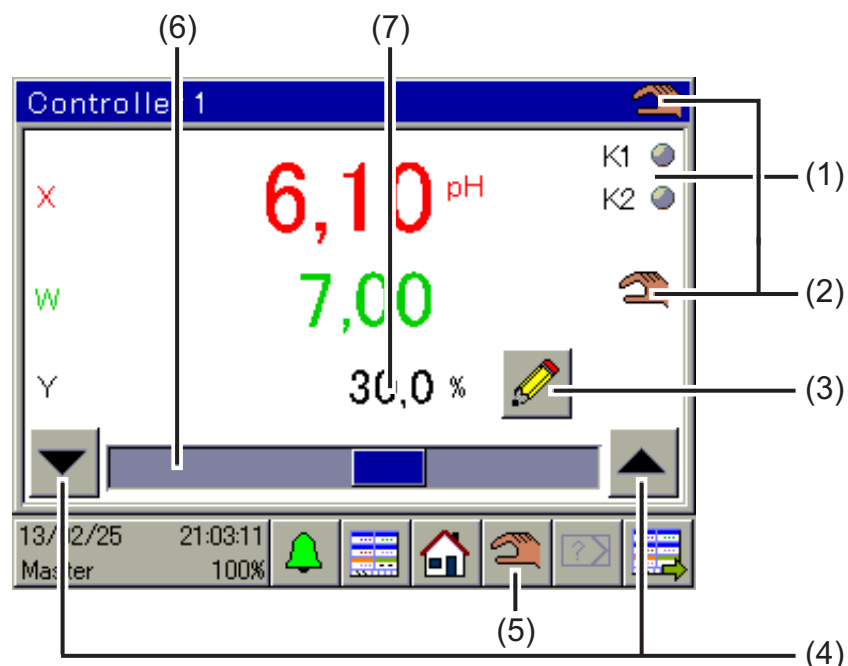 (6) (7)
Controller 1
K1
(1)
X 6,10 pH
K2
W 7,00
(2)
Y 30,0 %
(3)
13/02/25 21:03:11
Master 100%
?
(5)
(4)